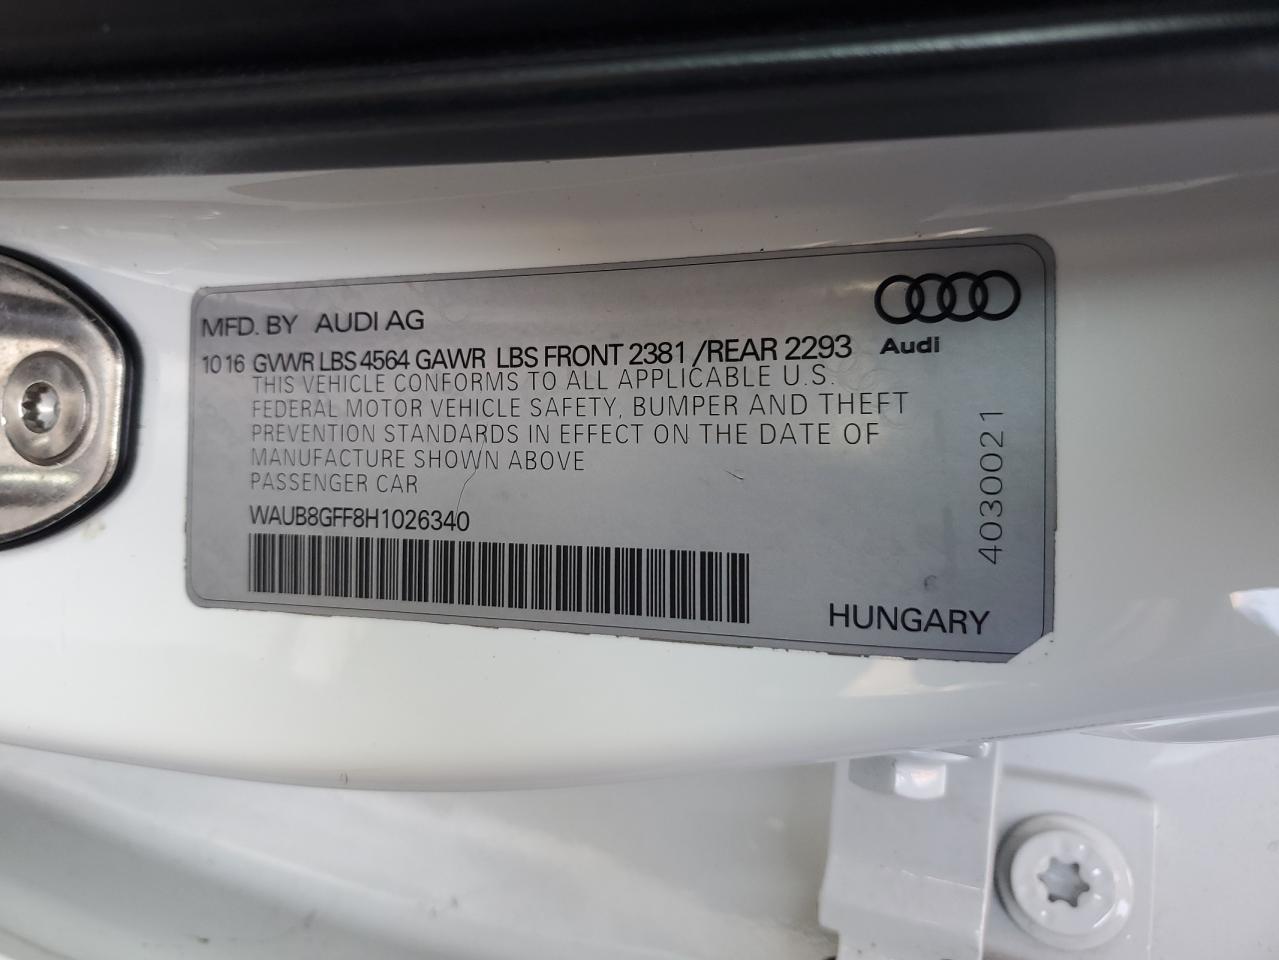 MFD. BY AUDI AG
10 16 GVWR LBS 4564 GAWR LBS FRONT 2381 /REAR 2293
Audi
THIS VEHICLE CONFORMS TO ALL APPLICABLE U.S.
FEDERAL MOTOR VEHICLE SAFETY, BUMPER AND THEFT
PREVENTION STANDARDS IN EFFECT ON THE DATE OF
MANUFACTURE SHOWN ABOVE
PASSENGER CAR
WAUB8GFF8H1026340
4030021
HUNGARY